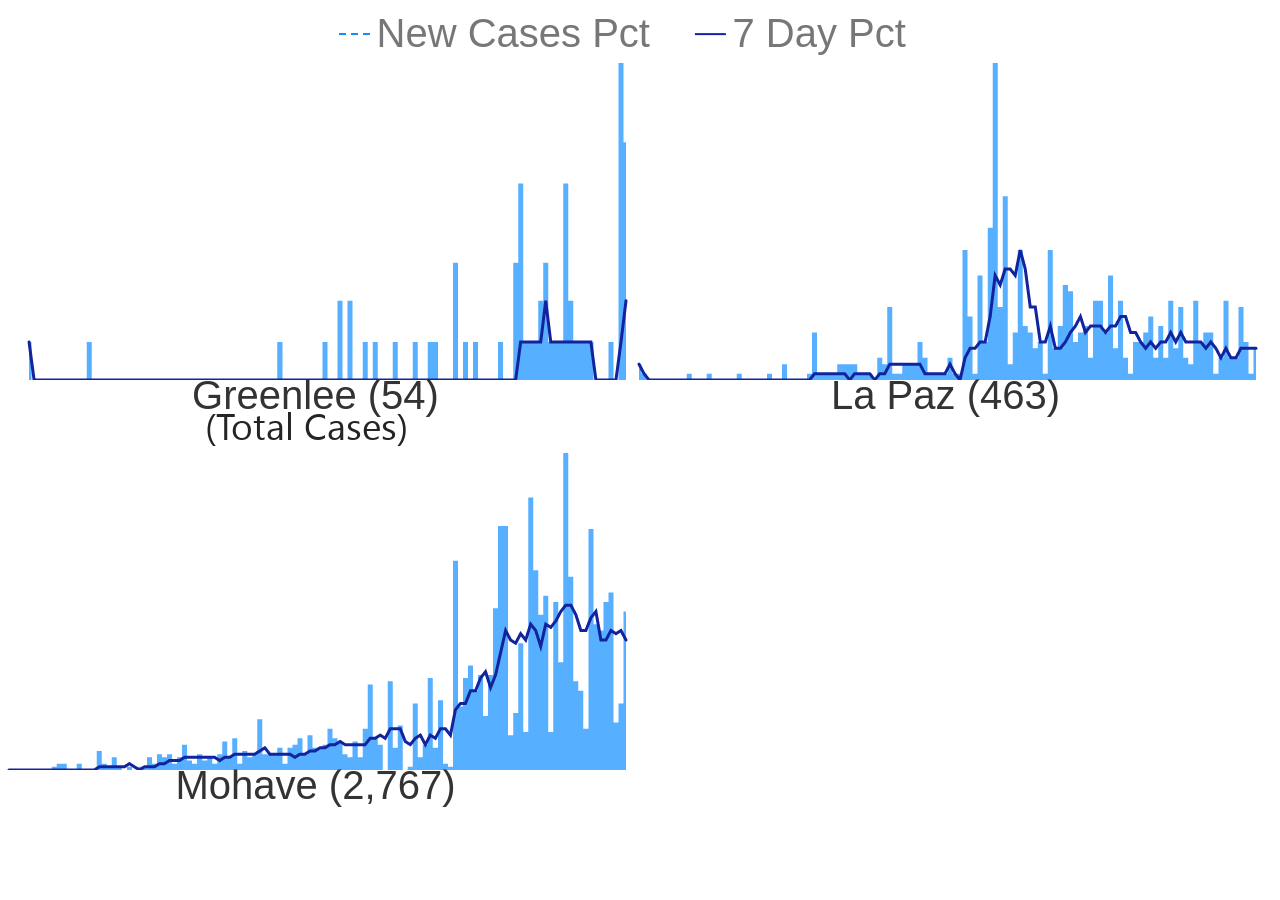 New Cases Pct 7 Day Pct
Greenlee (54)
(Total Cases)
La Paz (463)
Mohave (2,767)